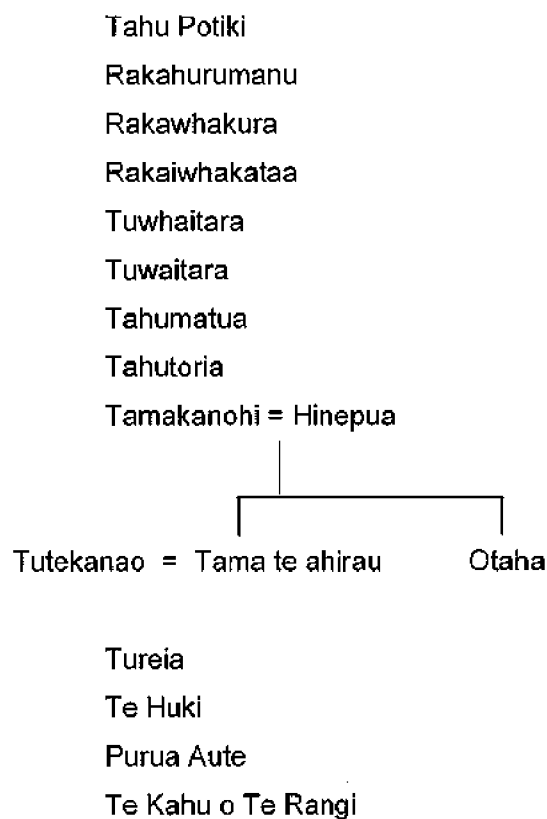 Tahu Potiki
Rakahurumanu
Rakawhakura
Rakaiwhakataa
Tuwhaitara
Tuwaitara
Tahumatua
Tahutoria
Tamakanohi = Hinepua
Tutekanao = Tama te ahirau Otaha
Tureia
Te Huki
Purua Aute
Te Kahu o Te Rangi